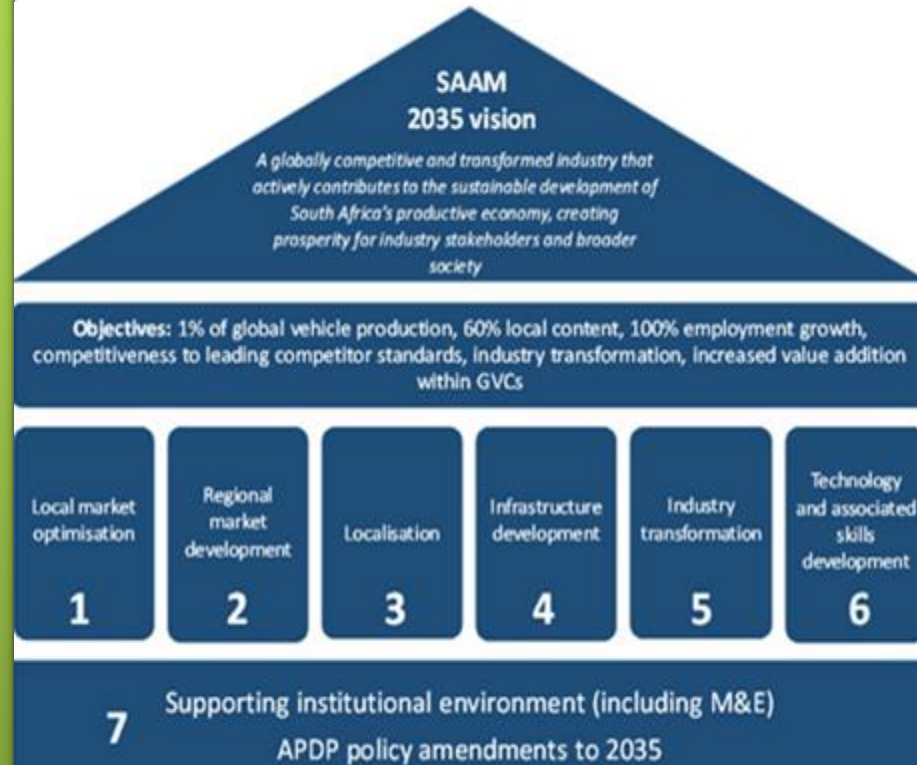 SAAM
2035 vision
A globally competitive and transformed industry that
actively contributes to the sustainable development of
South Africa's productive economy, creating
prosperity for industry stakeholders and broader
society
Objectives: 1% of global vehicle production, 60% local content, 100% employment growth,
competitiveness to leading competitor standards, industry transformation, increased value addition
within GVCs
Local market
optimisation
1
Regional
market
development
2
Localisation
3
Infrastructure
development
4
Industry
transformation
5
Technology
and associated
skills
development
6
7
Supporting institutional environment (including M&E)
APDP policy amendments to 2035